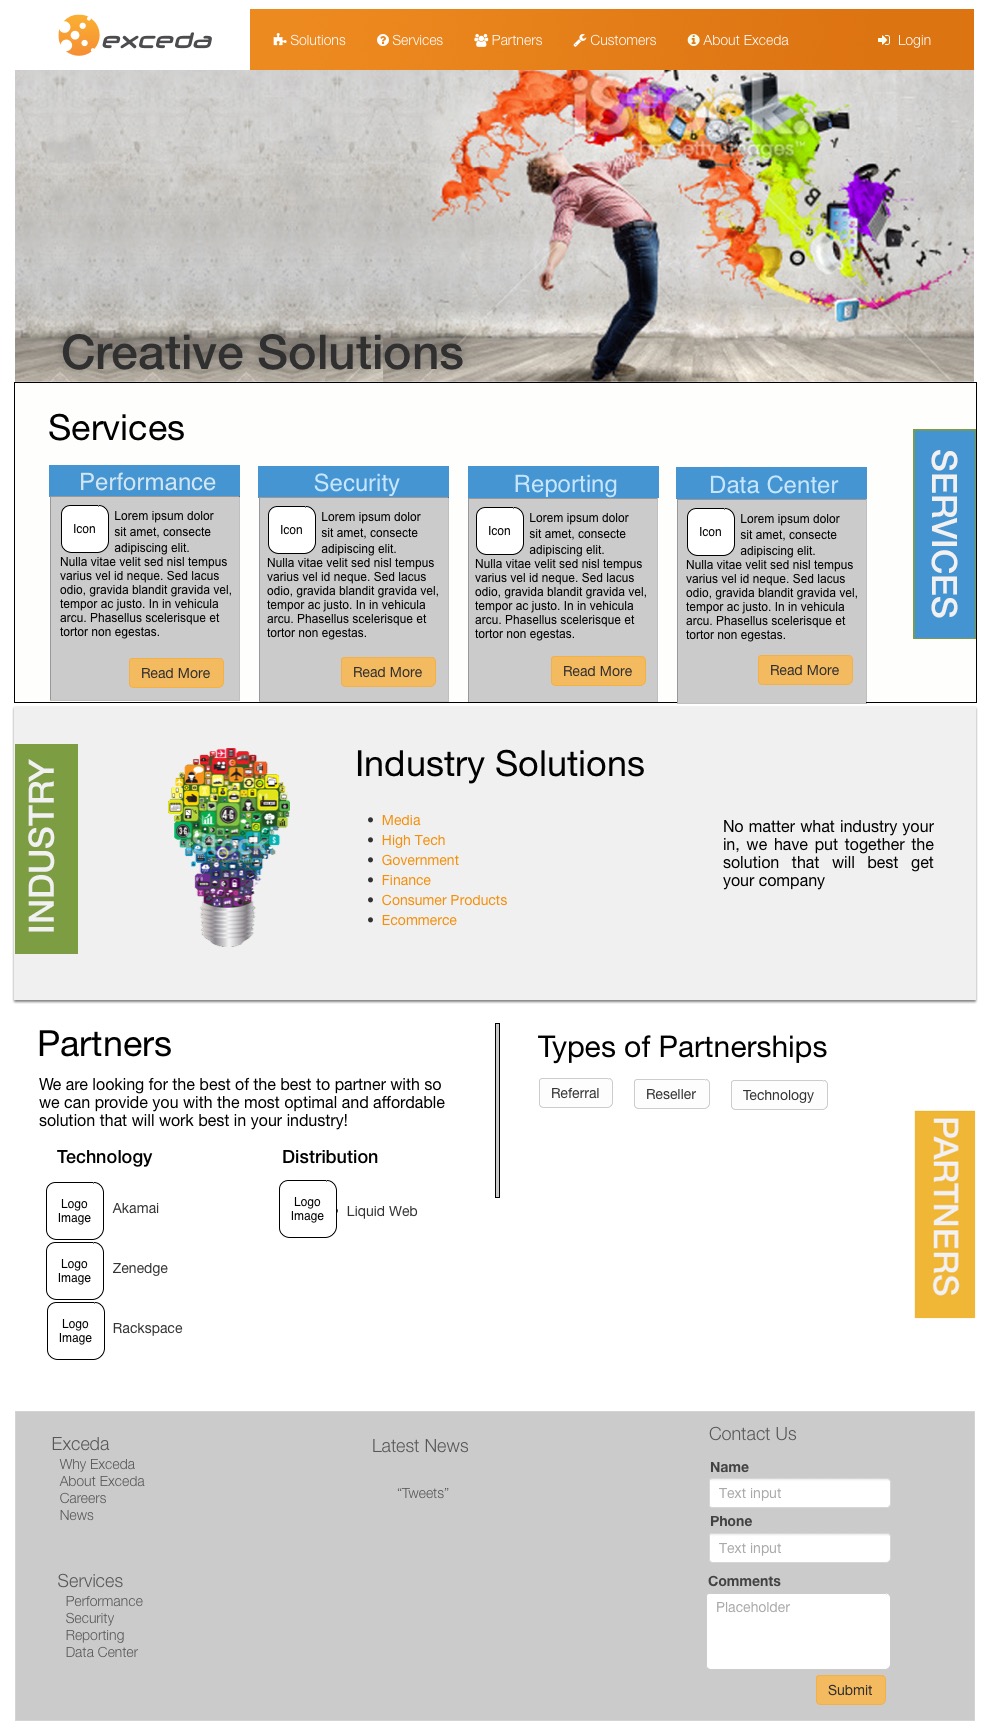 exceda
Solutions
Services
Partners
Customers
About Exceda
Login
iStock.
by Getty Images™
Creative Solutions
Services
SERVICES
Performance
Icon
Lorem ipsum dolor
sit amet, consecte
adipiscing elit.
Nulla vitae velit sed nisl tempus
varius vel id neque. Sed lacus
odio, gravida blandit gravida vel,
tempor ac justo. In in vehicula
arcu. Phasellus scelerisque et
tortor non egestas.
Read More
Security
Icon
Lorem ipsum dolor
sit amet, consecte
adipiscing elit.
Nulla vitae velit sed nisl tempus
varius vel id neque. Sed lacus
odio, gravida blandit gravida vel,
tempor ac justo. In in vehicula
arcu. Phasellus scelerisque et
tortor non egestas.
Read More
Reporting
Icon
Lorem ipsum dolor
sit amet, consecte
adipiscing elit.
Nulla vitae velit sed nisl tempus
varius vel id neque. Sed lacus
odio, gravida blandit gravida vel,
tempor ac justo. In in vehicula
arcu. Phasellus scelerisque et
tortor non egestas.
Read More
Data Center
Icon
Lorem ipsum dolor
sit amet, consecte
adipiscing elit.
Nulla vitae velit sed nisl tempus
varius vel id neque. Sed lacus
odio, gravida blandit gravida vel,
tempor ac justo. In in vehicula
arcu. Phasellus scelerisque et
tortor non egestas.
Read More
INDUSTRY
Industry Solutions
• Media
• High Tech
• Government
• Finance
• Consumer Products
• Ecommerce
No matter what industry your
in, we have put together the
solution that will best get
your company
Partners
We are looking for the best of the best to partner with so
we can provide you with the most optimal and affordable
solution that will work best in your industry!
Technology
Logo
Image
Akamai
Logo
Image
Zenedge
Logo
Image
Rackspace
Distribution
Logo
Image
Liquid Web
Types of Partnerships
Referral
Reseller
Technology
PARTNERS
Exceda
Why Exceda
About Exceda
Careers
News
Services
Performance
Security
Reporting
Data Center
Latest News
“Tweets”
Contact Us
Name
Text input
Phone
Text input
Comments
Placeholder
Submit